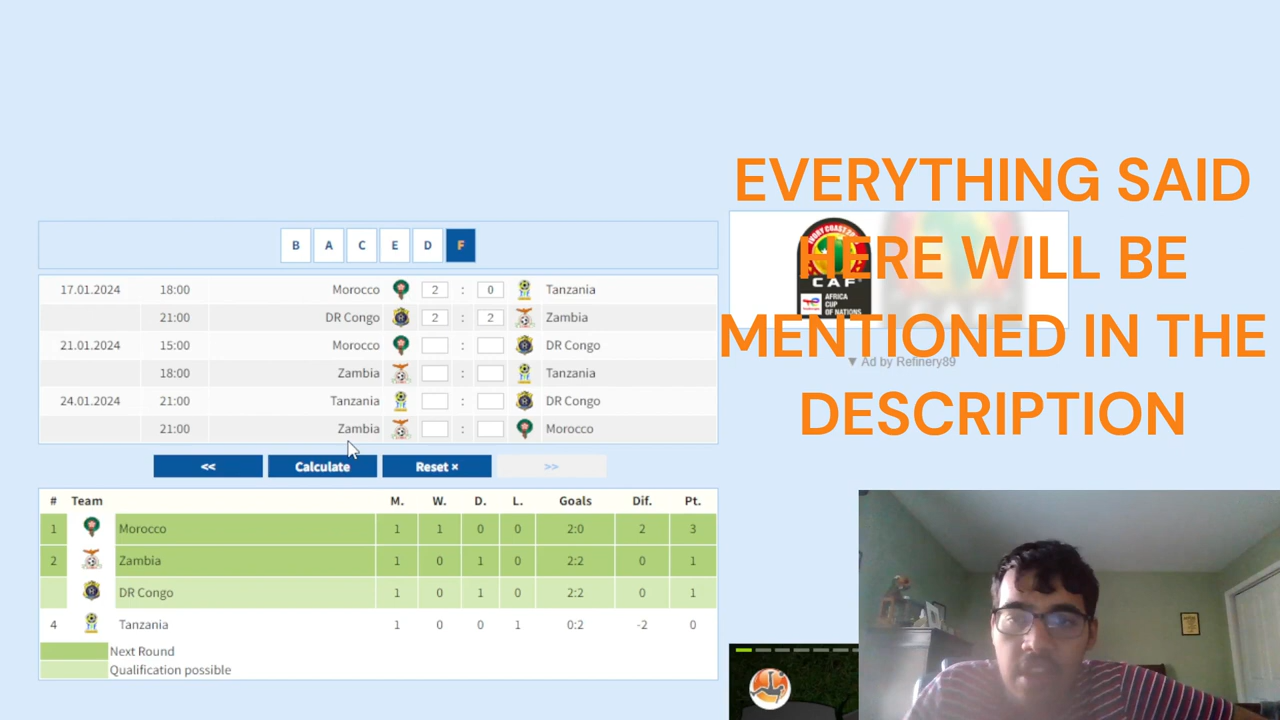 EVERYTHING SAID
HERE WILL BE
MENTIONED IN THE
DESCRIPTION
B A C E D F
17.01.2024 18:00 Morocco 2 : 0 Tanzania
21:00 DR Congo 2 : 2 Zambia
21.01.2024 15:00 Morocco : DR Congo
18:00 Zambia : Tanzania
24.01.2024 21:00 Tanzania : DR Congo
21:00 Zambia : Morocco
<< Calculate Reset × >>
# Team M. W. D. L. Goals Dif. Pt.
1 Morocco 1 1 0 0 2:0 2 3
2 Zambia 1 0 1 0 2:2 0 1
DR Congo 1 0 1 0 2:2 0 1
4 Tanzania 1 0 0 1 0:2 -2 0
Next Round
Qualification possible
CAF
AFRICA
CUP
OF NATIONS
▼ Ad by Refinery89